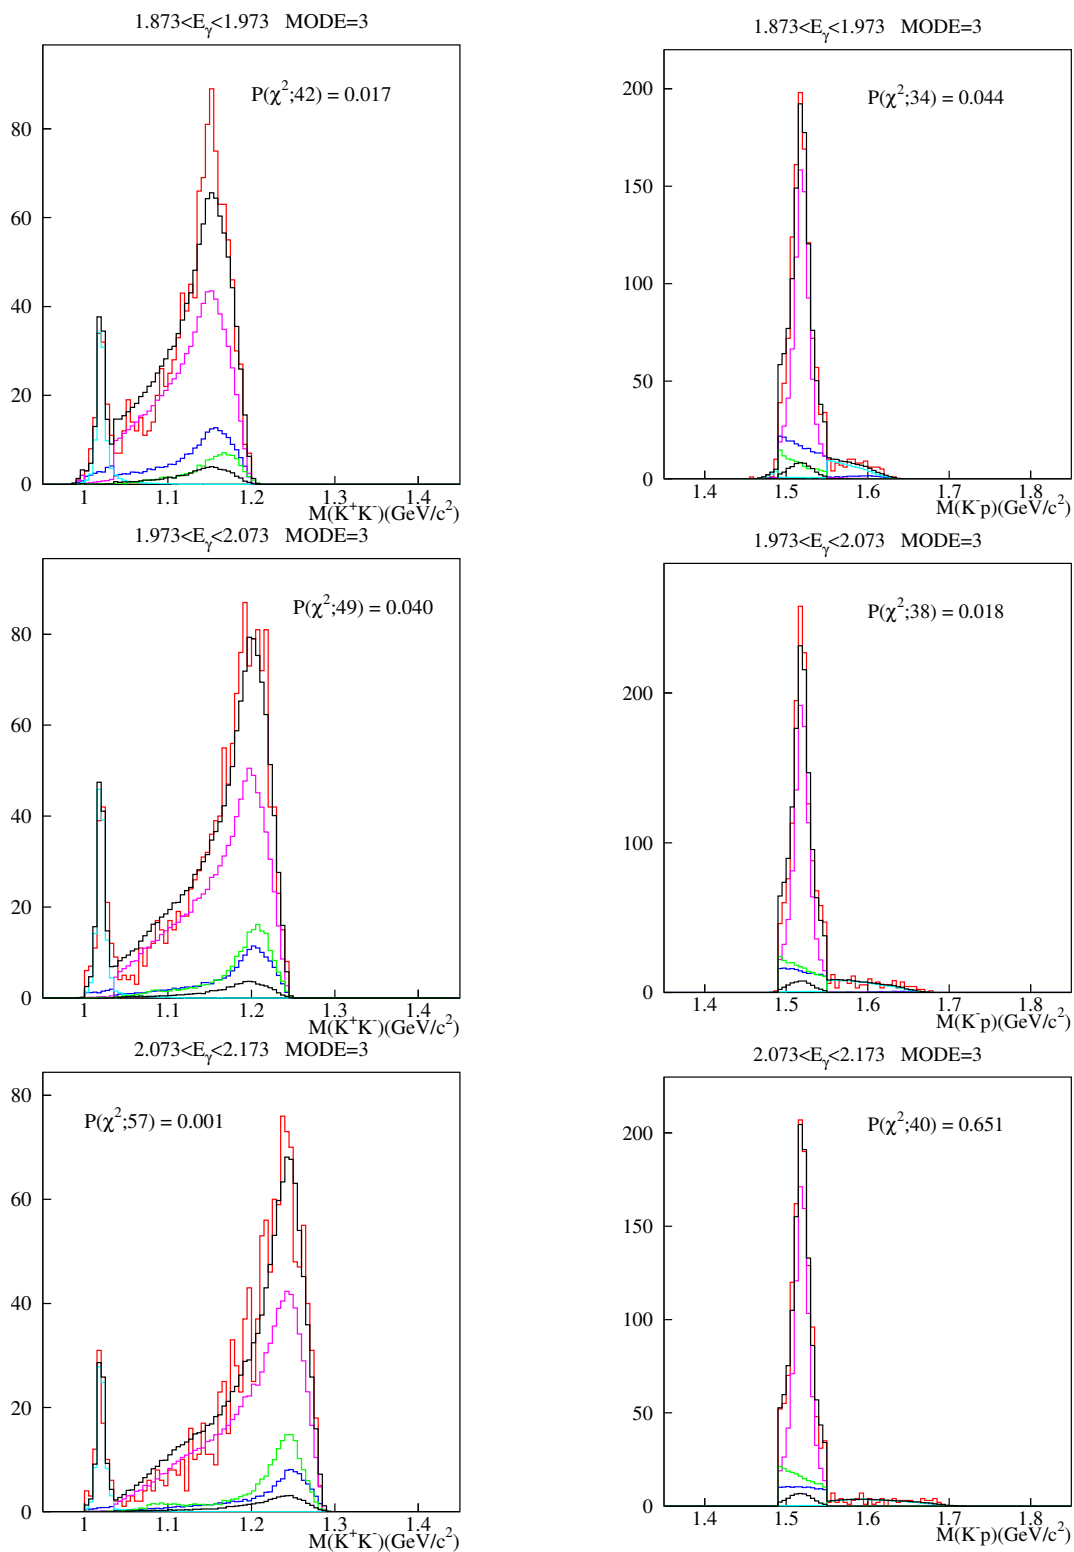 1.873<Eγ<1.973 MODE=3
P(χ²;42) = 0.017
80
60
40
20
0
1 1.1 1.2 1.3 1.4
M(K⁺K⁻)(GeV/c²)
1.873<Eγ<1.973 MODE=3
P(χ²;34) = 0.044
200
150
100
50
0
1.4 1.5 1.6 1.7 1.8
M(K⁻p)(GeV/c²)
1.973<Eγ<2.073 MODE=3
P(χ²;49) = 0.040
80
60
40
20
0
1 1.1 1.2 1.3 1.4
M(K⁺K⁻)(GeV/c²)
1.973<Eγ<2.073 MODE=3
P(χ²;38) = 0.018
200
100
0
1.4 1.5 1.6 1.7 1.8
M(K⁻p)(GeV/c²)
2.073<Eγ<2.173 MODE=3
P(χ²;57) = 0.001
80
60
40
20
0
1 1.1 1.2 1.3 1.4
M(K⁺K⁻)(GeV/c²)
2.073<Eγ<2.173 MODE=3
P(χ²;40) = 0.651
200
150
100
50
0
1.4 1.5 1.6 1.7 1.8
M(K⁻p)(GeV/c²)